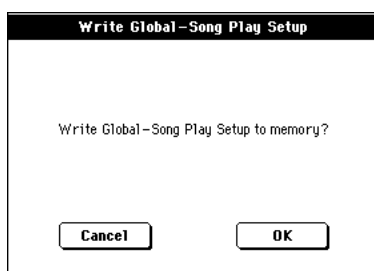 Write Global-Song Play Setup
Write Global-Song Play Setup to memory?
Cancel
OK